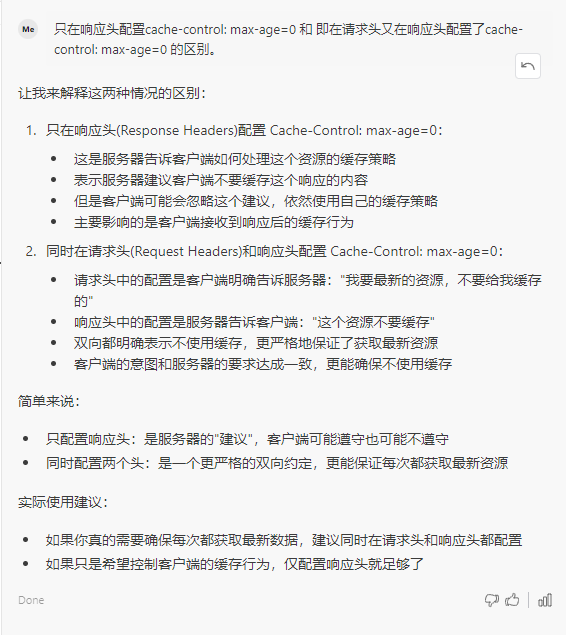 Me
只在响应头配置cache-control: max-age=0 和 即在请求头又在响应头配置了cache-
control: max-age=0 的区别。
让我来解释这两种情况的区别：
1. 只在响应头(Response Headers)配置 Cache-Control: max-age=0：
• 这是服务器告诉客户端如何处理这个资源的缓存策略
• 表示服务器建议客户端不要缓存这个响应的内容
• 但是客户端可能会忽略这个建议，依然使用自己的缓存策略
• 主要影响的是客户端接收到响应后的缓存行为
2. 同时在请求头(Request Headers)和响应头配置 Cache-Control: max-age=0：
• 请求头中的配置是客户端明确告诉服务器："我要最新的资源，不要给我缓存
的"
• 响应头中的配置是服务器告诉客户端："这个资源不要缓存"
• 双向都明确表示不使用缓存，更严格地保证了获取最新资源
• 客户端的意图和服务器的要求达成一致，更能确保不使用缓存
简单来说：
• 只配置响应头：是服务器的"建议"，客户端可能遵守也可能不遵守
• 同时配置两个头：是一个更严格的双向约定，更能保证每次都获取最新资源
实际使用建议：
• 如果你真的需要确保每次都获取最新数据，建议同时在请求头和响应头都配置
• 如果只是希望控制客户端的缓存行为，仅配置响应头就足够了
Done